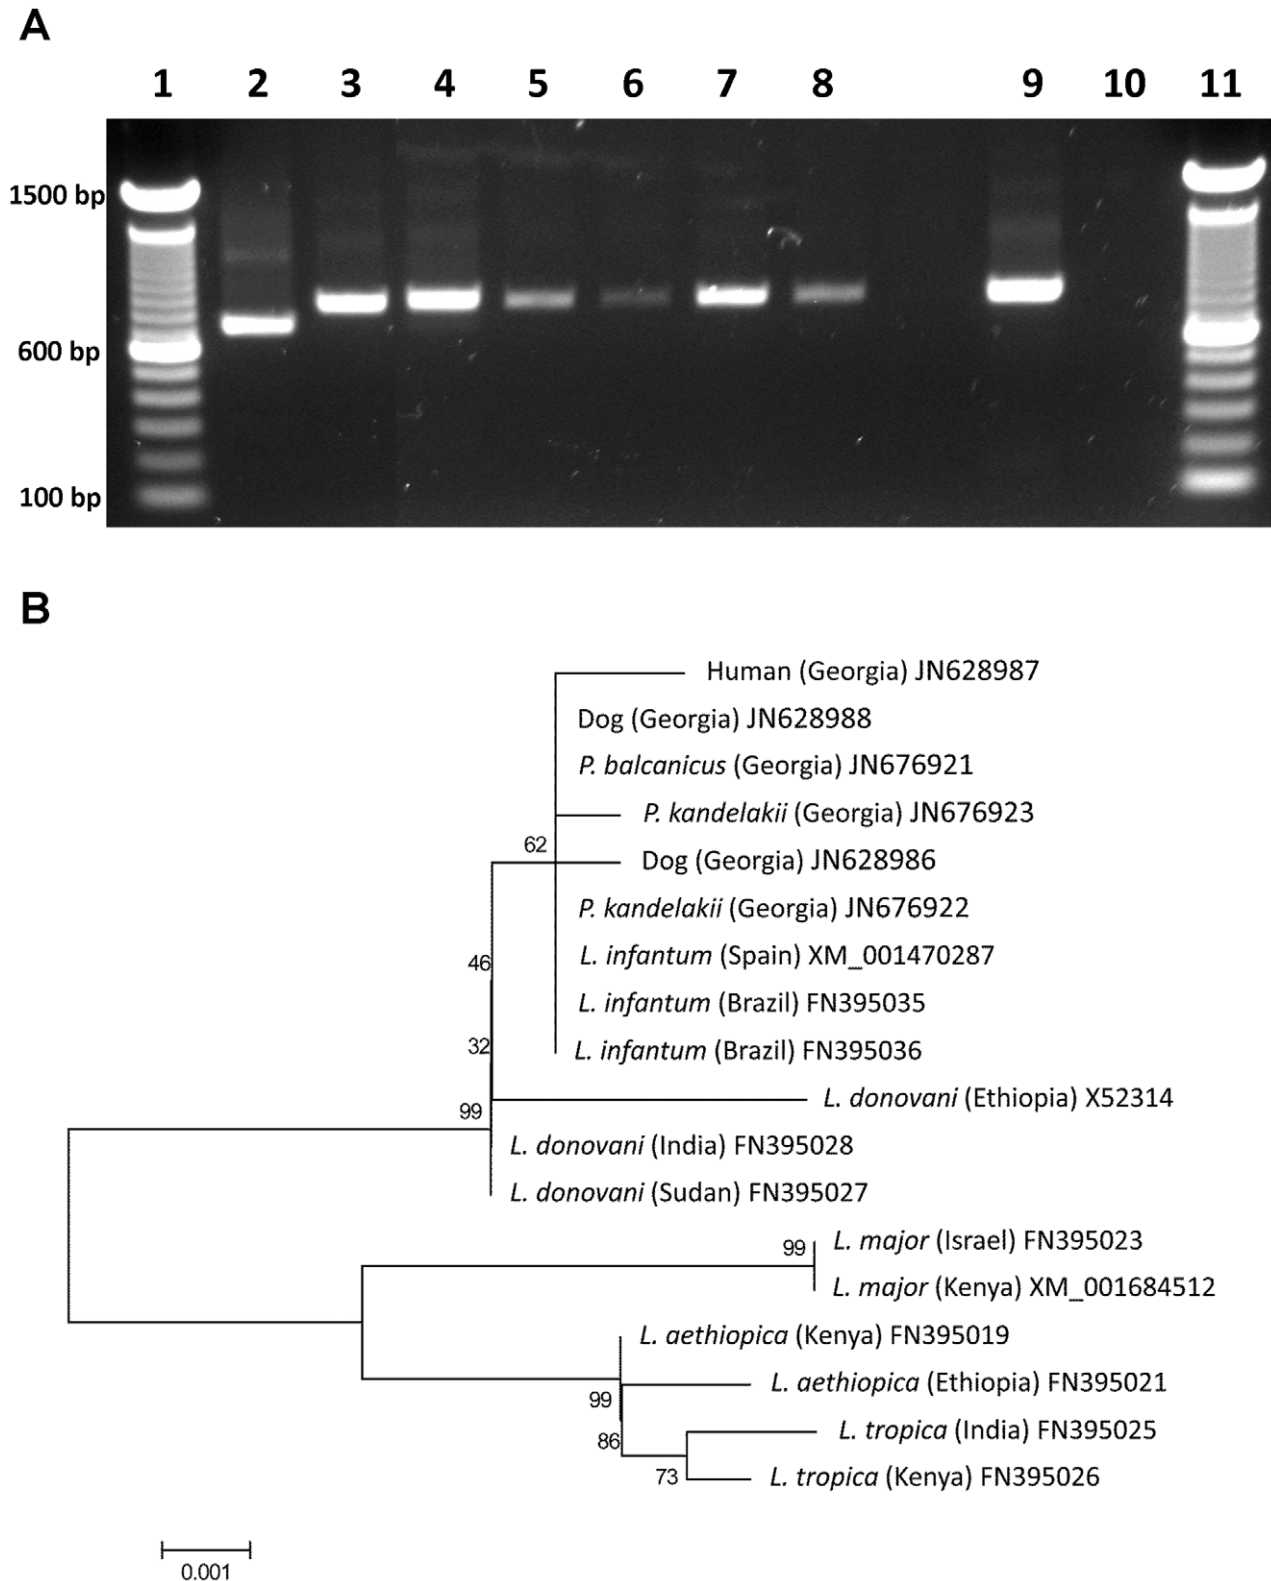 A
1 2 3 4 5 6 7 8 9 10 11
1500 bp
600 bp
100 bp
B
Human (Georgia) JN628987
Dog (Georgia) JN628988
P. balcanicus (Georgia) JN676921
P. kandelakii (Georgia) JN676923
62
Dog (Georgia) JN628986
P. kandelakii (Georgia) JN676922
46
L. infantum (Spain) XM_001470287
L. infantum (Brazil) FN395035
32
L. infantum (Brazil) FN395036
99
L. donovani (Ethiopia) X52314
L. donovani (India) FN395028
L. donovani (Sudan) FN395027
99
L. major (Israel) FN395023
L. major (Kenya) XM_001684512
L. aethiopica (Kenya) FN395019
99
L. aethiopica (Ethiopia) FN395021
86
L. tropica (India) FN395025
73
L. tropica (Kenya) FN395026
0.001